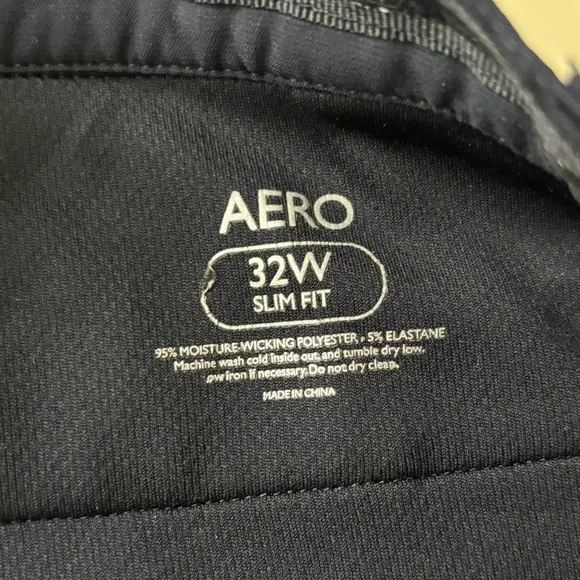 AERO
32W
SLIM FIT
95% MOISTURE-WICKING POLYESTER, 5% ELASTANE
Machine wash cold inside out, and tumble dry low.
ow iron if necessary. Do not dry clean.
MADE IN CHINA